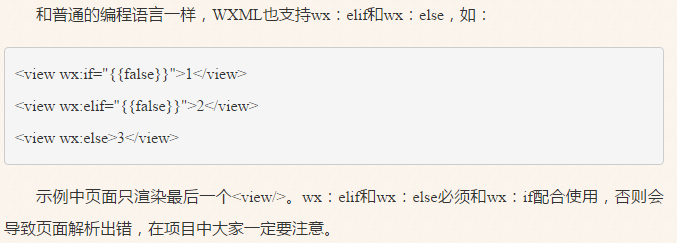 和普通的编程语言一样，WXML也支持wx：elif和wx：else，如：
<view wx:if="{{false}}">1</view>
<view wx:elif="{{false}}">2</view>
<view wx:else>3</view>
示例中页面只渲染最后一个<view/>。wx：elif和wx：else必须和wx：if配合使用，否则会
导致页面解析出错，在项目中大家一定要注意。